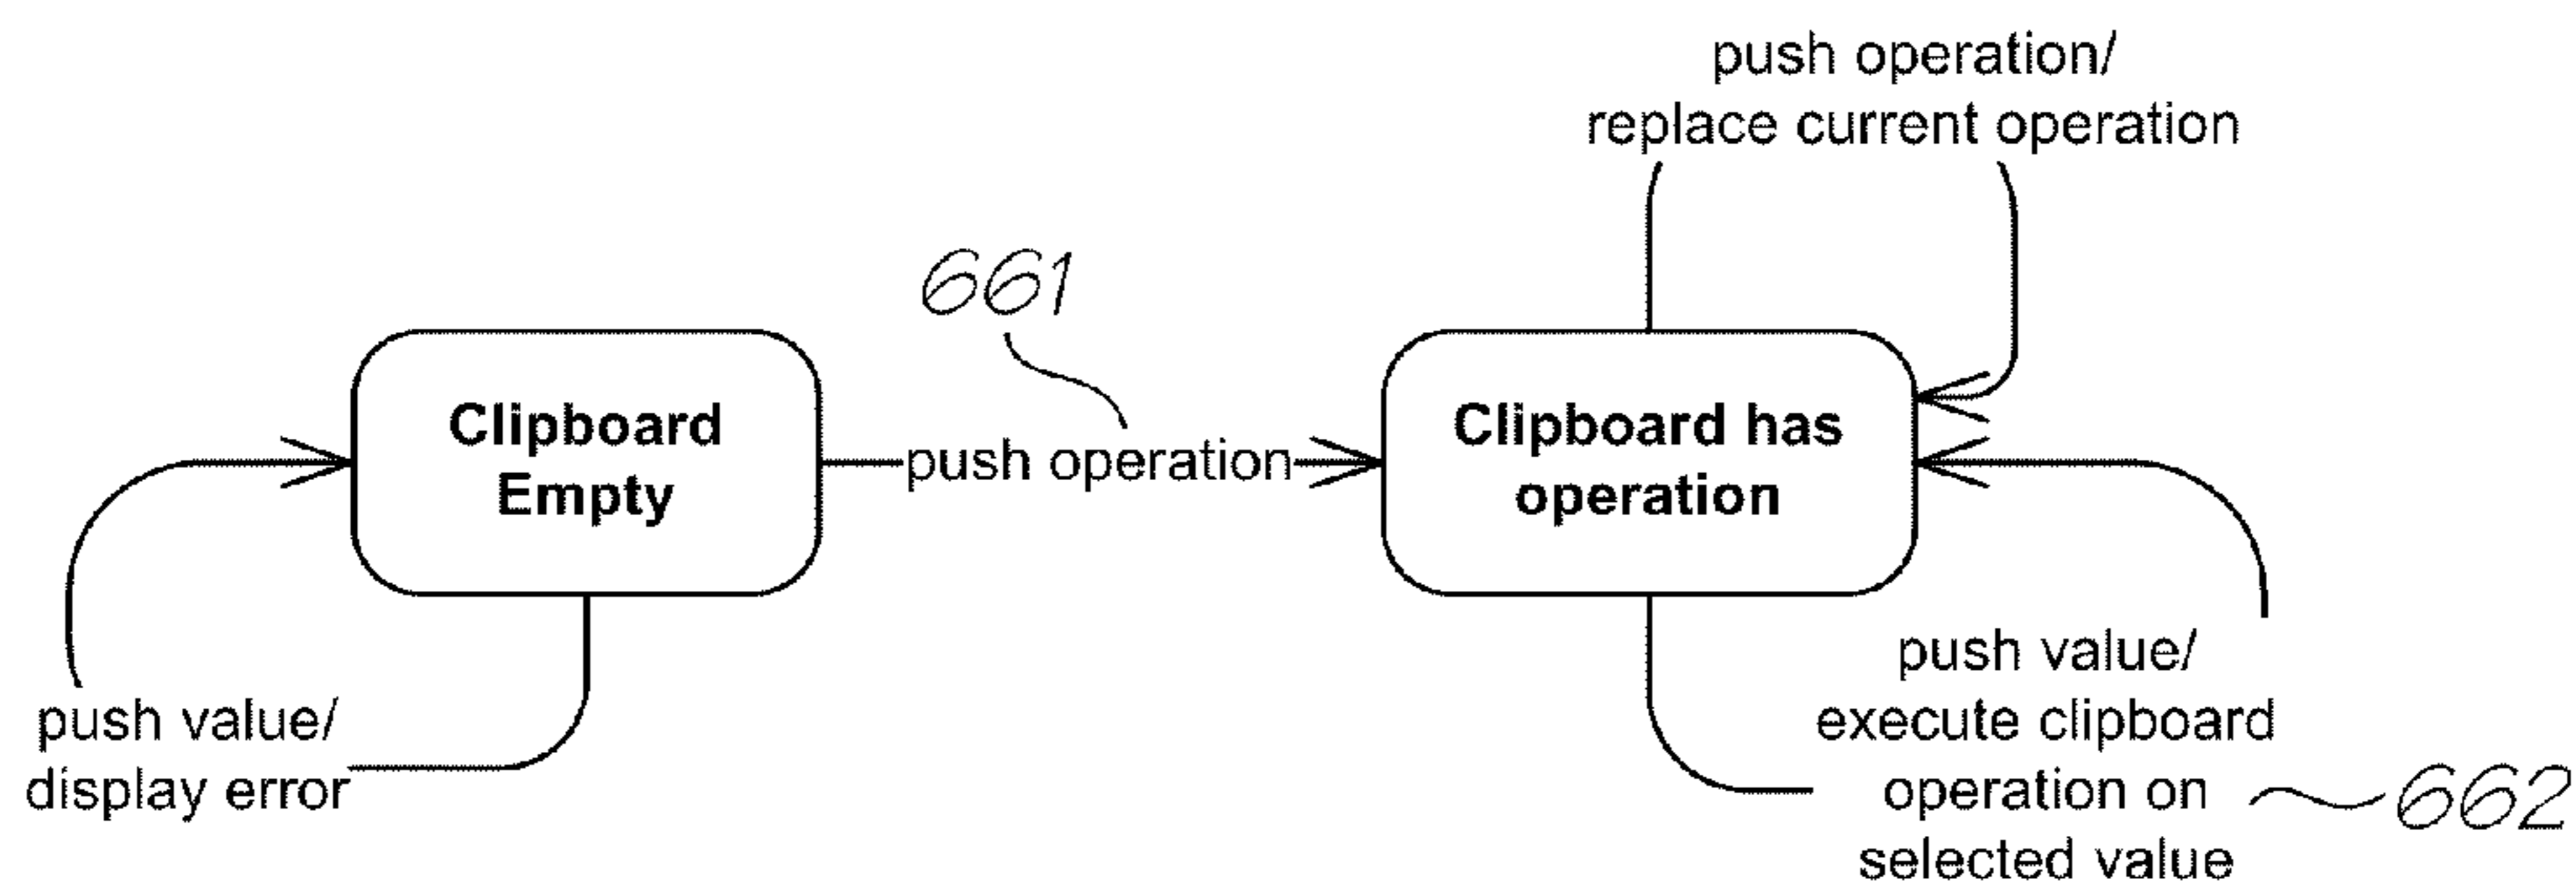 push operation/
replace current operation
661
Clipboard
Empty
push operation
Clipboard has
operation
push value/
display error
push value/
execute clipboard
operation on
selected value
662